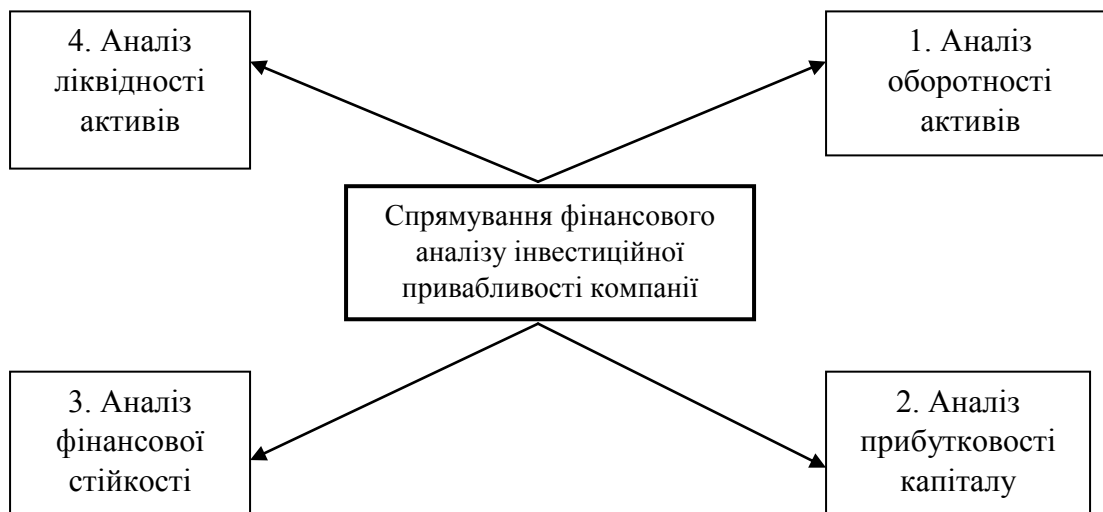 4. Аналіз
ліквідності
активів
1. Аналіз
оборотності
активів
Спрямування фінансового
аналізу інвестиційної
привабливості компанії
3. Аналіз
фінансової
стійкості
2. Аналіз
прибутковості
капіталу